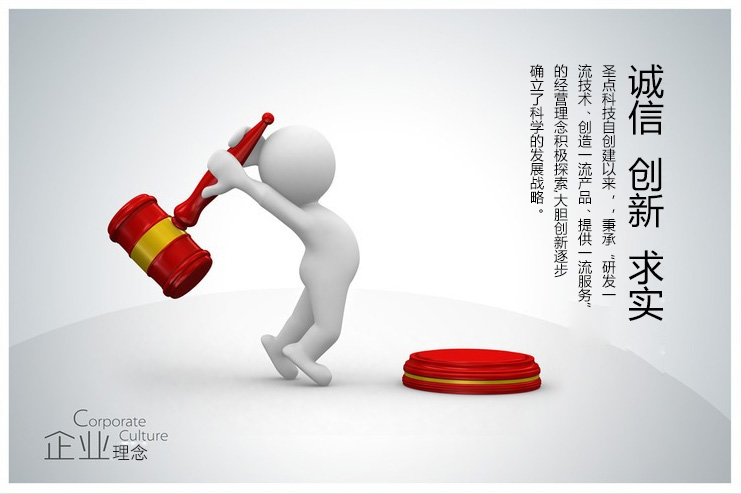 诚信 创新 求实
圣点科技自创建以来，，秉承“研发一
流技术、创造一流产品、提供一流服务”
的经营理念积极探索,大胆创新逐步
确立了科学的发展战略。
Corporate
Culture
企业理念